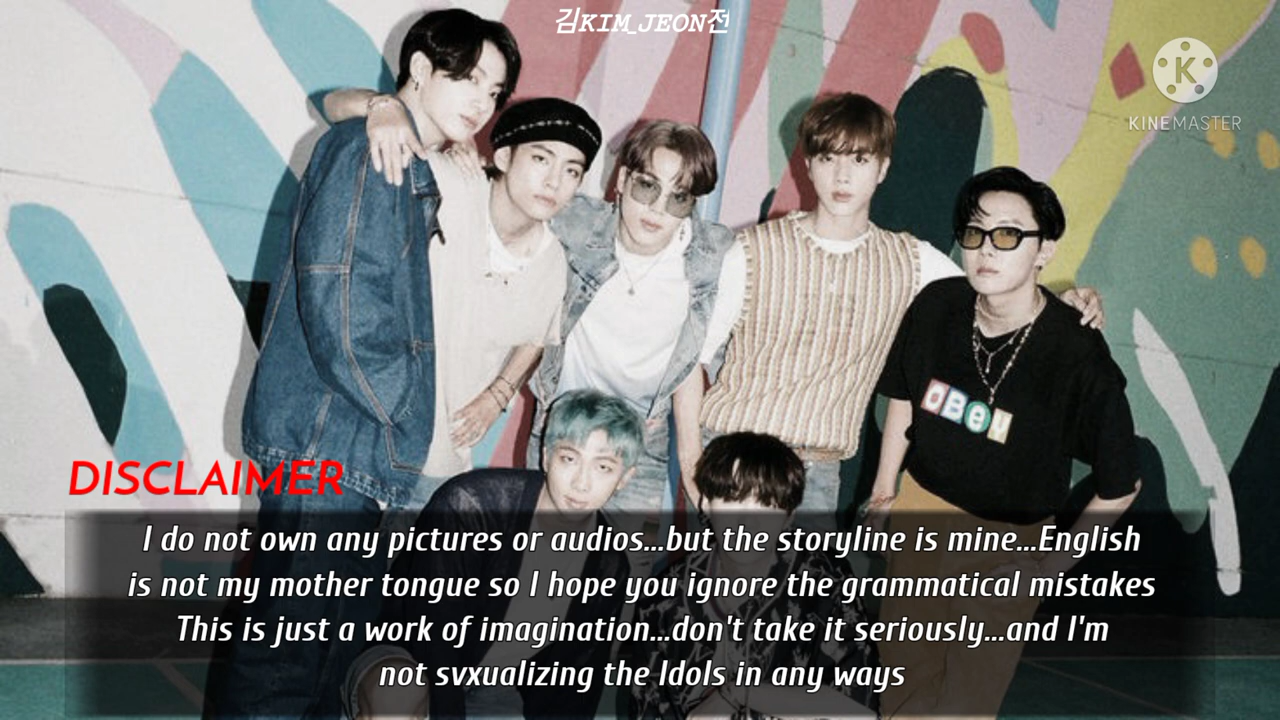 김KIM_JEON전
K
KINEMASTER
OBEY
DISCLAIMER
I do not own any pictures or audios...but the storyline is mine...English
is not my mother tongue so I hope you ignore the grammatical mistakes
This is just a work of imagination...don't take it seriously...and I'm
not svxualizing the Idols in any ways